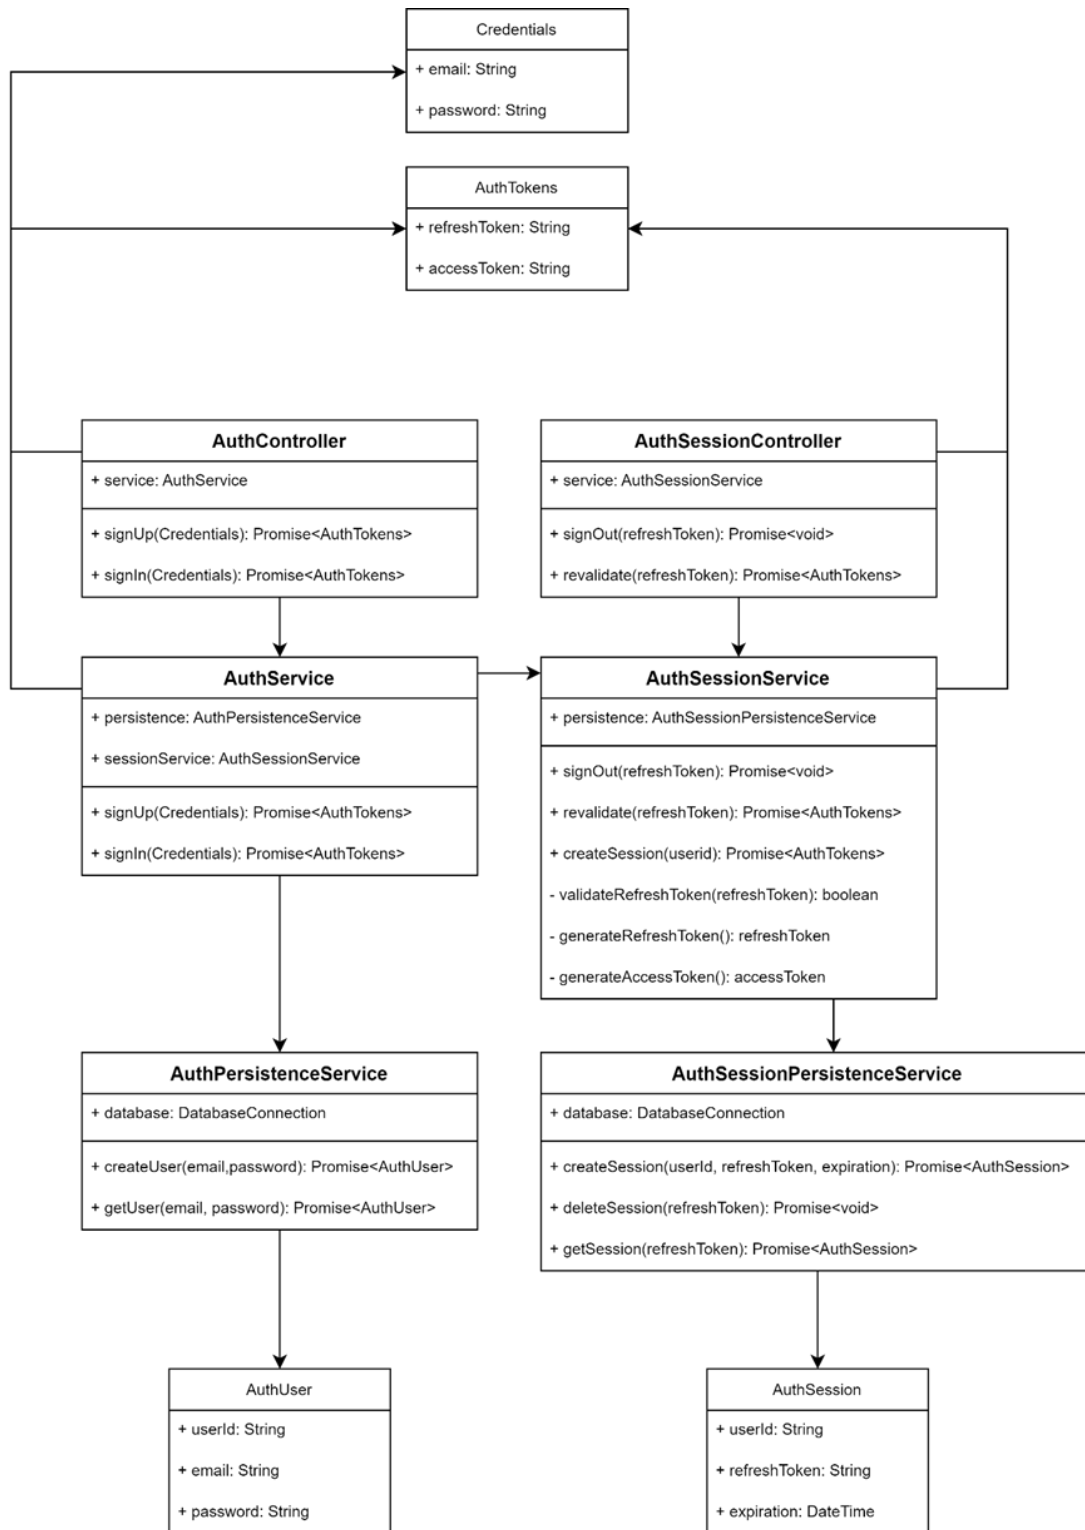 Credentials
+ email: String
+ password: String
AuthTokens
+ refreshToken: String
+ accessToken: String
AuthController
+ service: AuthService
+ signUp(Credentials): Promise<AuthTokens>
+ signIn(Credentials): Promise<AuthTokens>
AuthSessionController
+ service: AuthSessionService
+ signOut(refreshToken): Promise<void>
+ revalidate(refreshToken): Promise<AuthTokens>
AuthService
+ persistence: AuthPersistenceService
+ sessionService: AuthSessionService
+ signUp(Credentials): Promise<AuthTokens>
+ signIn(Credentials): Promise<AuthTokens>
AuthSessionService
+ persistence: AuthSessionPersistenceService
+ signOut(refreshToken): Promise<void>
+ revalidate(refreshToken): Promise<AuthTokens>
+ createSession(userid): Promise<AuthTokens>
- validateRefreshToken(refreshToken): boolean
- generateRefreshToken(): refreshToken
- generateAccessToken(): accessToken
AuthPersistenceService
+ database: DatabaseConnection
+ createUser(email,password): Promise<AuthUser>
+ getUser(email, password): Promise<AuthUser>
AuthSessionPersistenceService
+ database: DatabaseConnection
+ createSession(userId, refreshToken, expiration): Promise<AuthSession>
+ deleteSession(refreshToken): Promise<void>
+ getSession(refreshToken): Promise<AuthSession>
AuthUser
+ userId: String
+ email: String
+ password: String
AuthSession
+ userId: String
+ refreshToken: String
+ expiration: DateTime